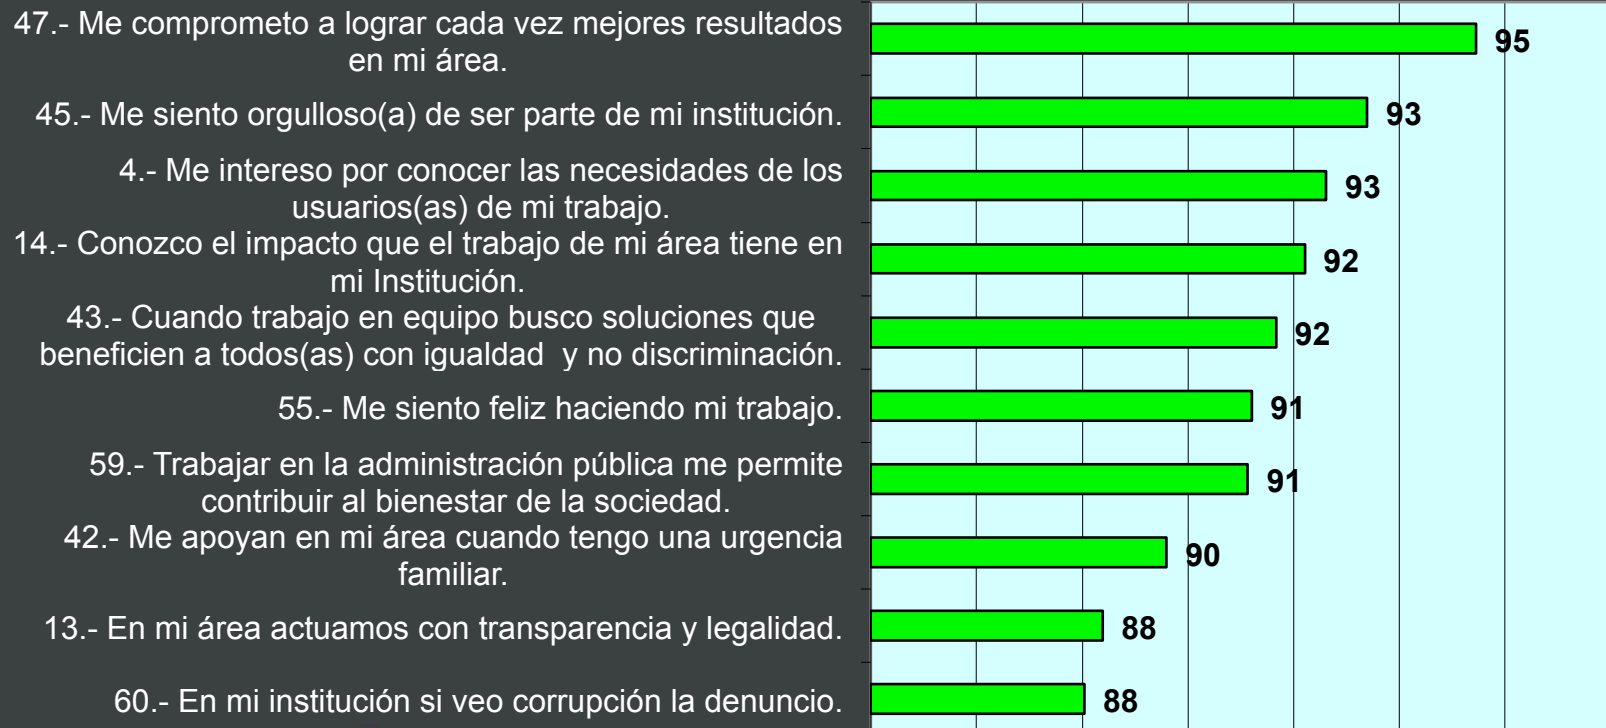 47.- Me comprometo a lograr cada vez mejores resultados
en mi área.
95
45.- Me siento orgulloso(a) de ser parte de mi institución.
93
4.- Me intereso por conocer las necesidades de los
usuarios(as) de mi trabajo.
93
14.- Conozco el impacto que el trabajo de mi área tiene en
mi Institución.
92
43.- Cuando trabajo en equipo busco soluciones que
beneficien a todos(as) con igualdad  y no discriminación.
92
55.- Me siento feliz haciendo mi trabajo.
91
59.- Trabajar en la administración pública me permite
contribuir al bienestar de la sociedad.
91
42.- Me apoyan en mi área cuando tengo una urgencia
familiar.
90
13.- En mi área actuamos con transparencia y legalidad.
88
60.- En mi institución si veo corrupción la denuncio.
88